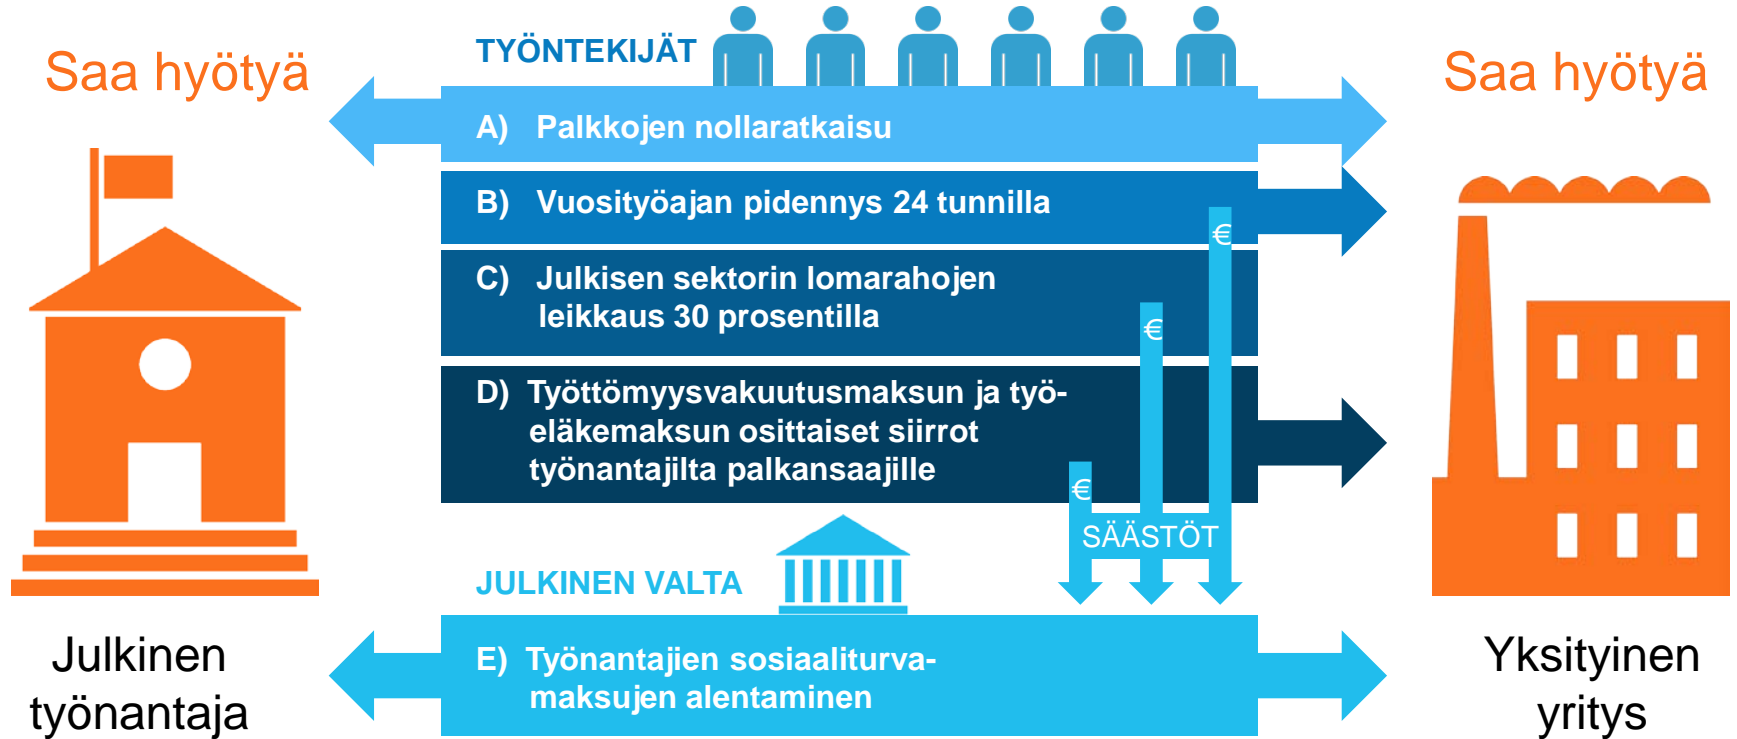 Saa hyötyä
TYÖNTEKIJÄT
Saa hyötyä
A) Palkkojen nollaratkaisu
B) Vuosityöajan pidennys 24 tunnilla
€
C) Julkisen sektorin lomarahojen
leikkaus 30 prosentilla
€
D) Työttömyysvakuutusmaksun ja työ-
eläkemaksun osittaiset siirrot
työnantajilta palkansaajille
€
SÄÄSTÖT
JULKINEN VALTA
E) Työnantajien sosiaaliturva-
maksujen alentaminen
Julkinen
työnantaja
Yksityinen
yritys